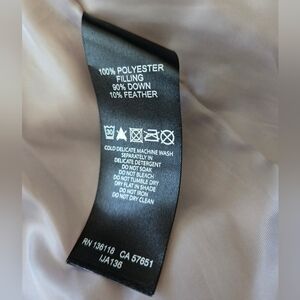 100% POLYESTER
FILLING
90% DOWN
10% FEATHER
30
COLD DELICATE MACHINE WASH
SEPARATELY IN
DELICATE DETERGENT
DO NOT SOAK
DO NOT BLEACH
DO NOT TUMBLE DRY
DRY FLAT IN SHADE
DO NOT IRON
DO NOT DRY CLEAN
RN 136118 CA 57651
IJA136